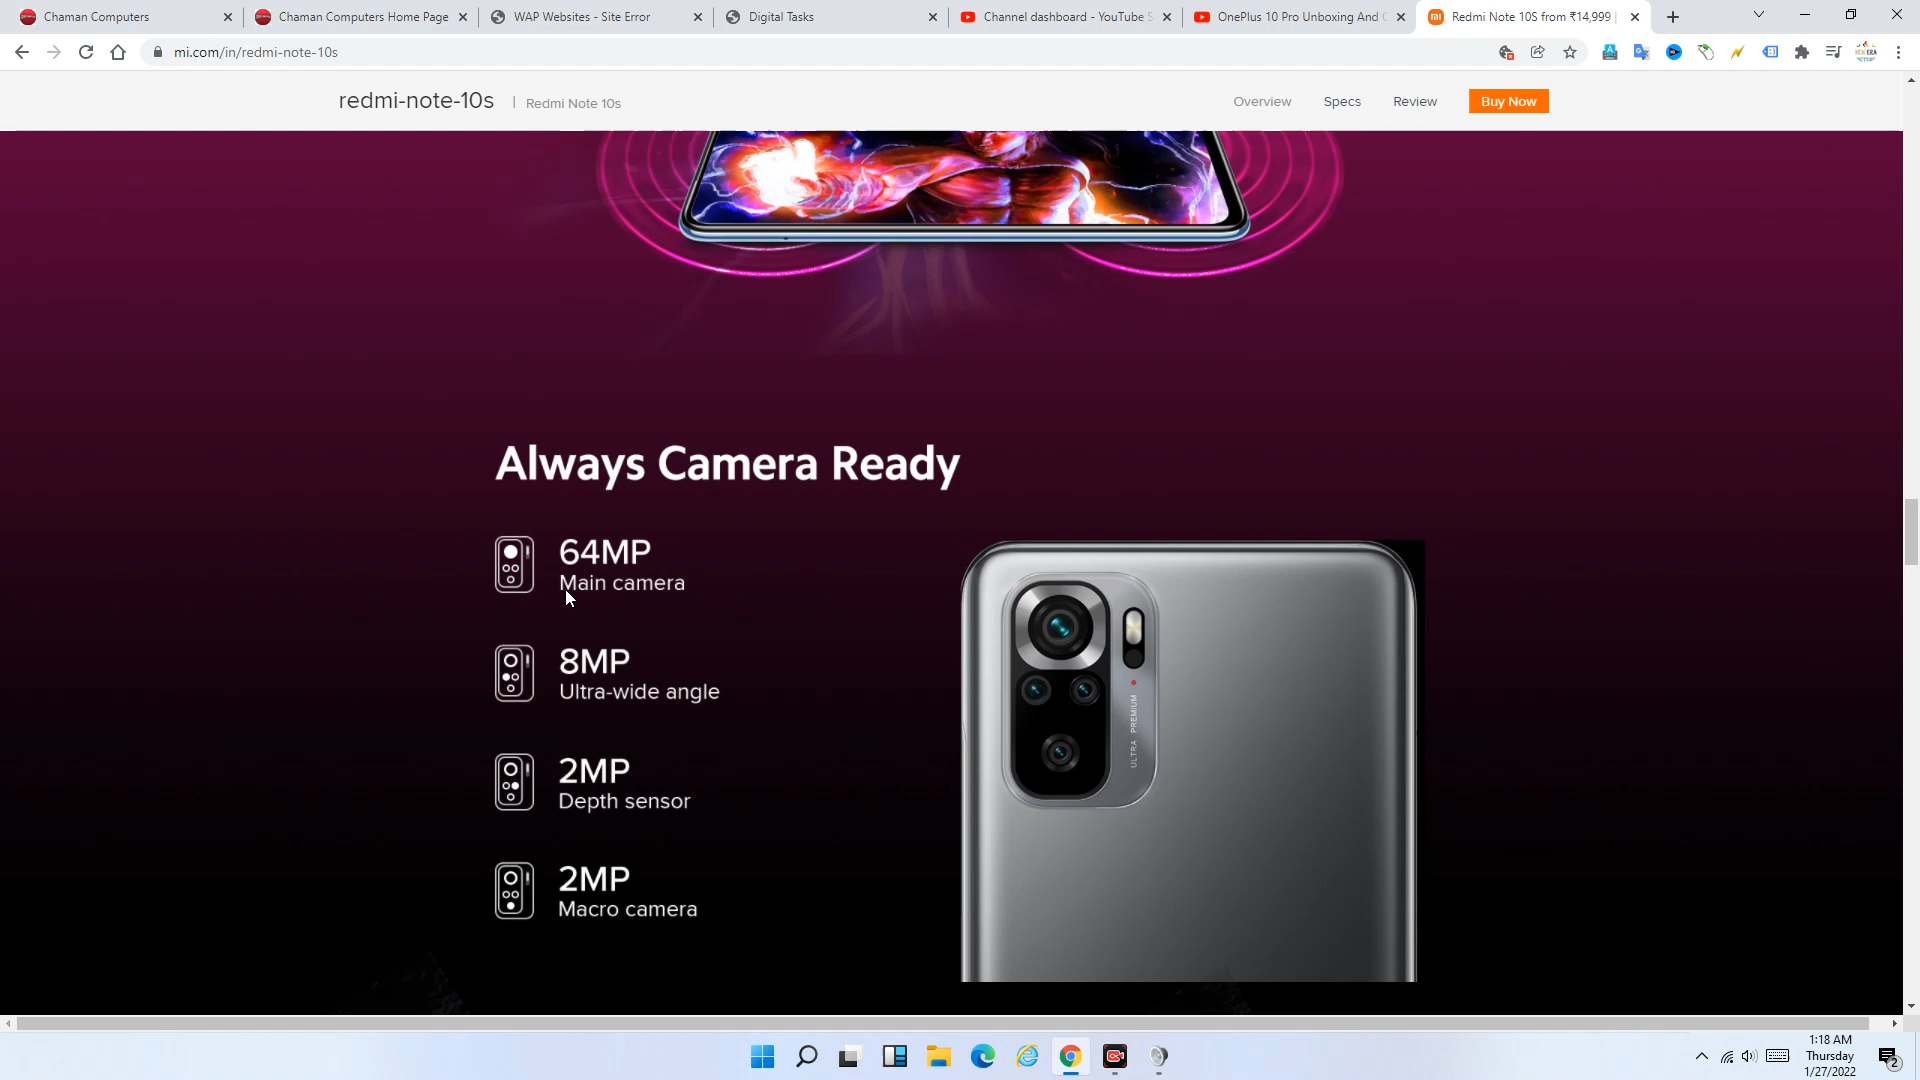 Chaman Computers
Chaman Computers Home Page
WAP Websites - Site Error
Digital Tasks
Channel dashboard - YouTube S
OnePlus 10 Pro Unboxing And C
Redmi Note 10S from ₹14,999 |
mi.com/in/redmi-note-10s
redmi-note-10s | Redmi Note 10s
Overview
Specs
Review
Buy Now
Always Camera Ready
64MP
Main camera
8MP
Ultra-wide angle
2MP
Depth sensor
2MP
Macro camera
ULTRA PREMIUM
1:18 AM
Thursday
1/27/2022
2